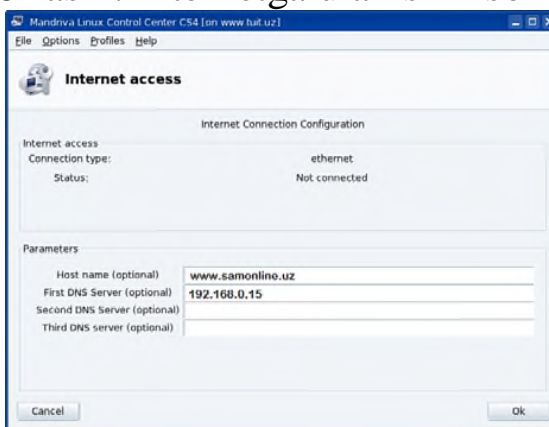 Mandriva Linux Control Center CS4 [on www.tuit.uz]
File Options Profiles Help
Internet access
Internet Connection Configuration
Internet access
Connection type: ethernet
Status: Not connected
Parameters
Host name (optional) www.samonline.uz
First DNS Server (optional) 192.168.0.15
Second DNS Server (optional)
Third DNS server (optional)
Cancel Ok